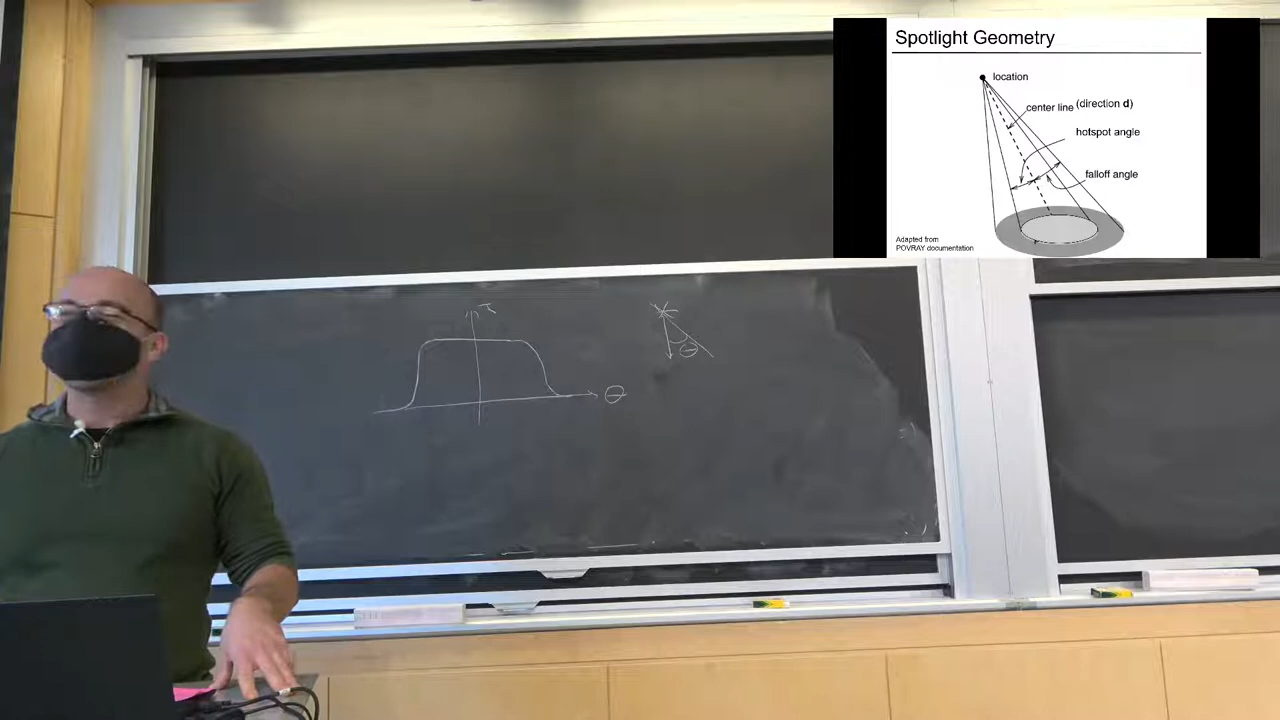 Spotlight Geometry
location
center line (direction d)
hotspot angle
falloff angle
Adapted from
POVRAY documentation
Θ
Θ